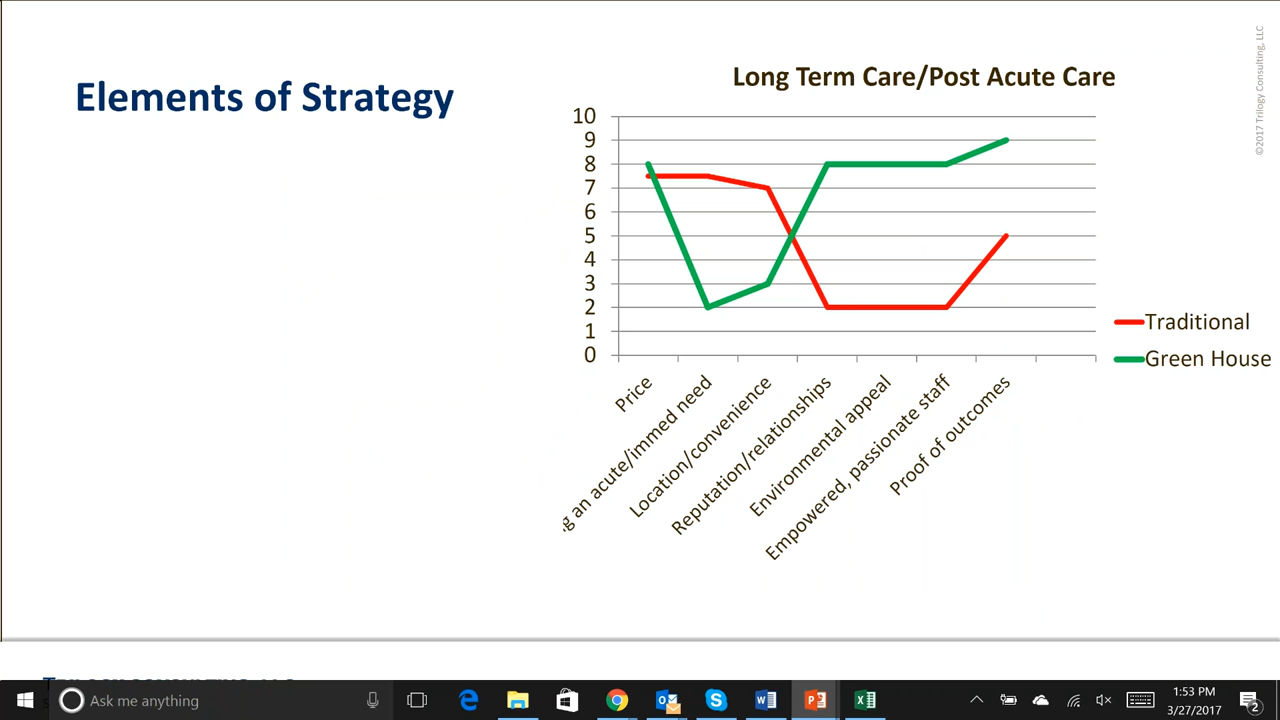 Elements of Strategy
Long Term Care/Post Acute Care
10
9
8
7
6
5
4
3
2
1
0
Price
an acute/immed need
Location/convenience
Reputation/relationships
Environmental appeal
Empowered, passionate staff
Proof of outcomes
Traditional
Green House
©2017 Trilogy Consulting, LLC
Ask me anything
1:53 PM
3/27/2017
2